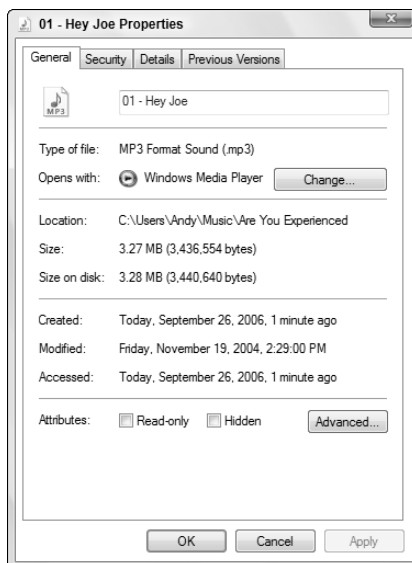 01 - Hey Joe Properties
General Security Details Previous Versions
MP3
01 - Hey Joe
Type of file: MP3 Format Sound (.mp3)
Opens with: Windows Media Player Change...
Location: C:\Users\Andy\Music\Are You Experienced
Size: 3.27 MB (3,436,554 bytes)
Size on disk: 3.28 MB (3,440,640 bytes)
Created: Today, September 26, 2006, 1 minute ago
Modified: Friday, November 19, 2004, 2:29:00 PM
Accessed: Today, September 26, 2006, 1 minute ago
Attributes: Read-only Hidden Advanced...
OK Cancel Apply